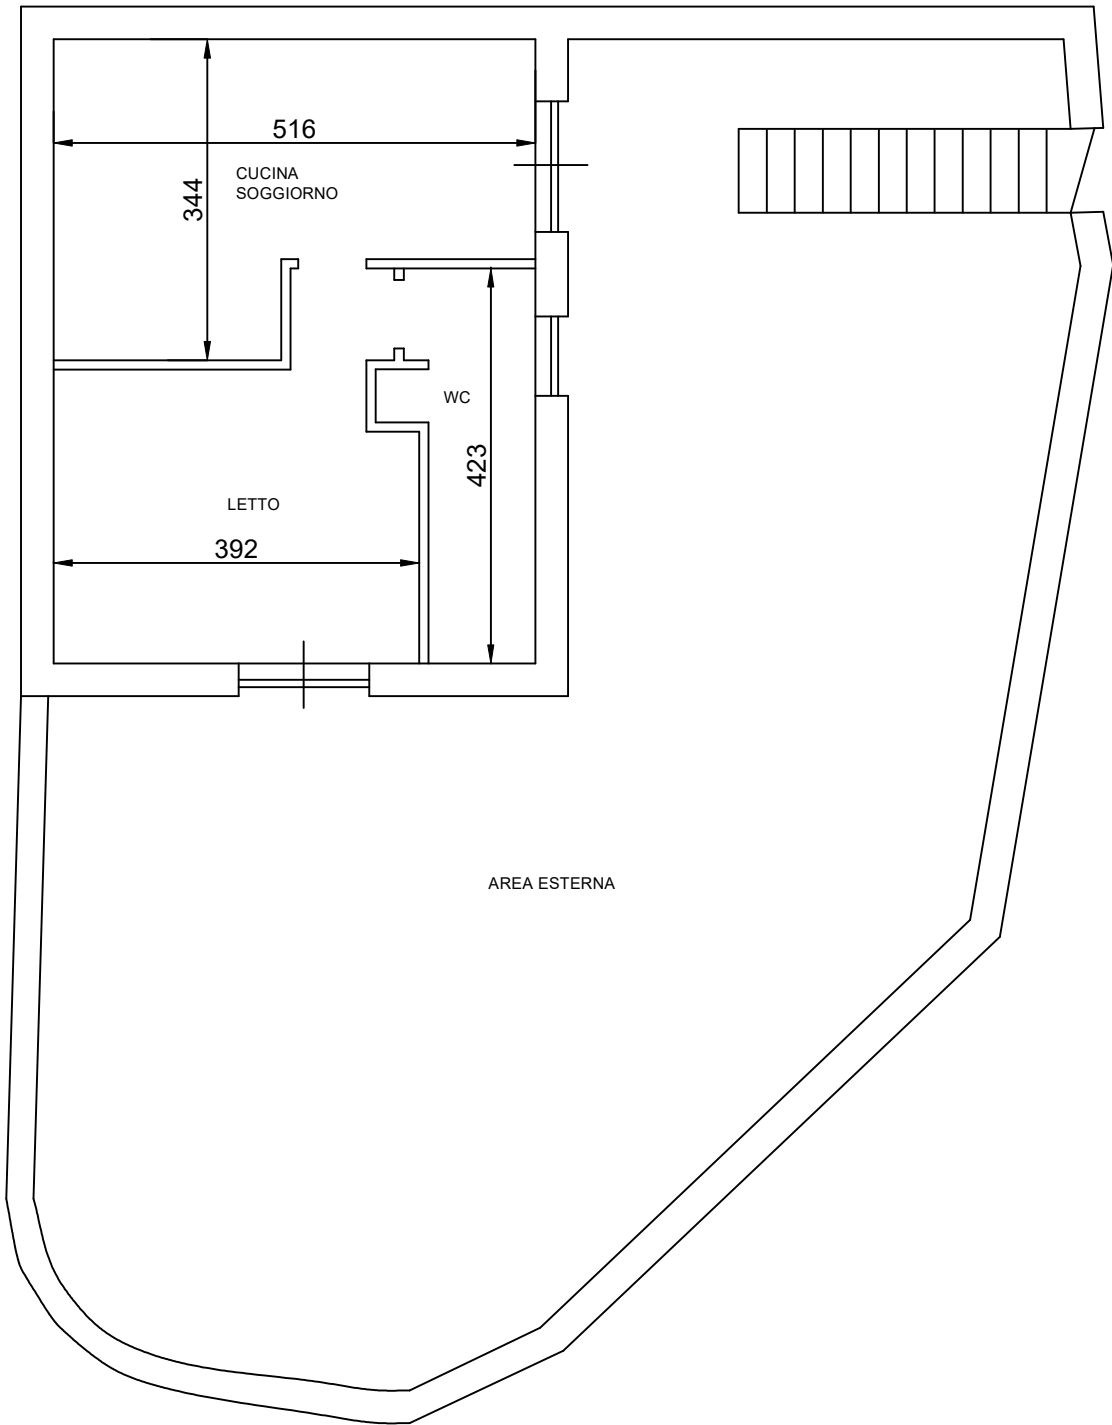 516
CUCINA
SOGGIORNO
344
WC
423
LETTO
392
AREA ESTERNA